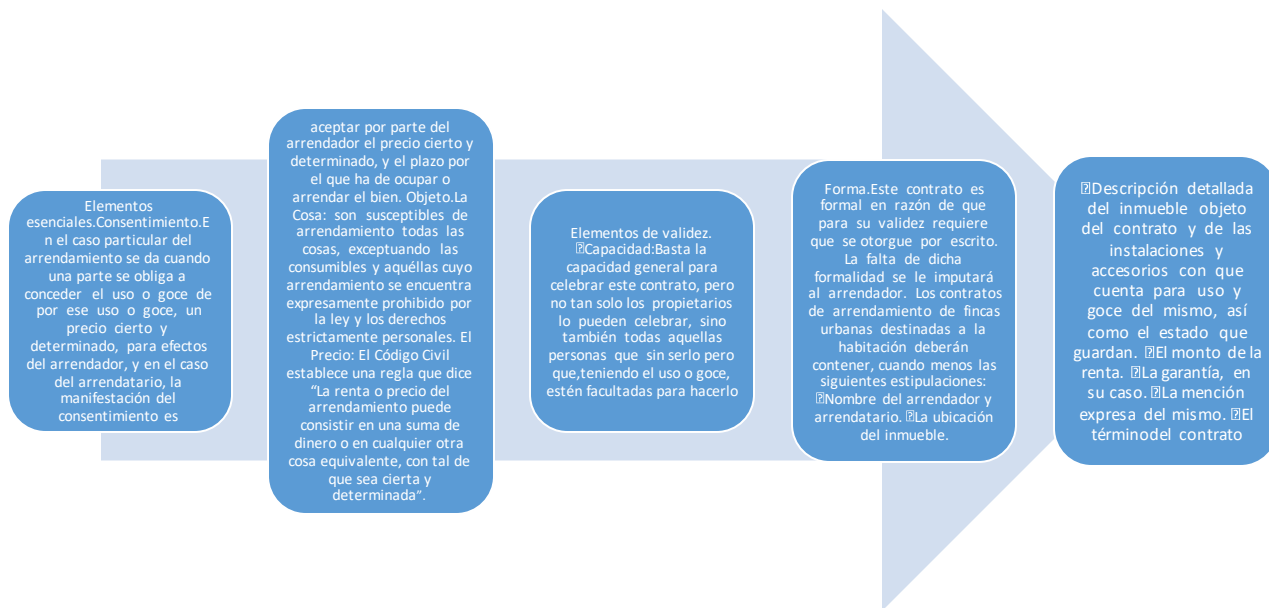 Elementos
esenciales.Consentimiento.E
n el caso particular del
arrendamiento se da cuando
una parte se obliga a
conceder el uso o goce de
por ese uso o goce, un
precio cierto y
determinado, para efectos
del arrendador, y en el caso
del arrendatario, la
manifestación del
consentimiento es
aceptar por parte del
arrendador el precio cierto y
determinado, y el plazo por
el que ha de ocupar o
arrendar el bien. Objeto.La
Cosa: son susceptibles de
arrendamiento todas las
cosas, exceptuando las
consumibles y aquéllas cuyo
arrendamiento se encuentra
expresamente prohibido por
la ley y los derechos
estrictamente personales. El
Precio: El Código Civil
establece una regla que dice
“La renta o precio del
arrendamiento puede
consistir en una suma de
dinero o en cualquier otra
cosa equivalente, con tal de
que sea cierta y
determinada”.
Elementos de validez.
⍰Capacidad:Basta la
capacidad general para
celebrar este contrato, pero
no tan solo los propietarios
lo pueden celebrar, sino
también todas aquellas
personas que sin serlo pero
que,teniendo el uso o goce,
estén facultadas para hacerlo
Forma.Este contrato es
formal en razón de que
para su validez requiere
que se otorgue por escrito.
La falta de dicha
formalidad se le imputará
al arrendador. Los contratos
de arrendamiento de fincas
urbanas destinadas a la
habitación deberán
contener, cuando menos las
siguientes estipulaciones:
⍰Nombre del arrendador y
arrendatario. ⍰La ubicación
del inmueble.
⍰Descripción detallada
del inmueble objeto
del contrato y de las
instalaciones y
accesorios con que
cuenta para uso y
goce del mismo, así
como el estado que
guardan. ⍰El monto de la
renta. ⍰La garantía, en
su caso. ⍰La mención
expresa del mismo. ⍰El
términodel contrato